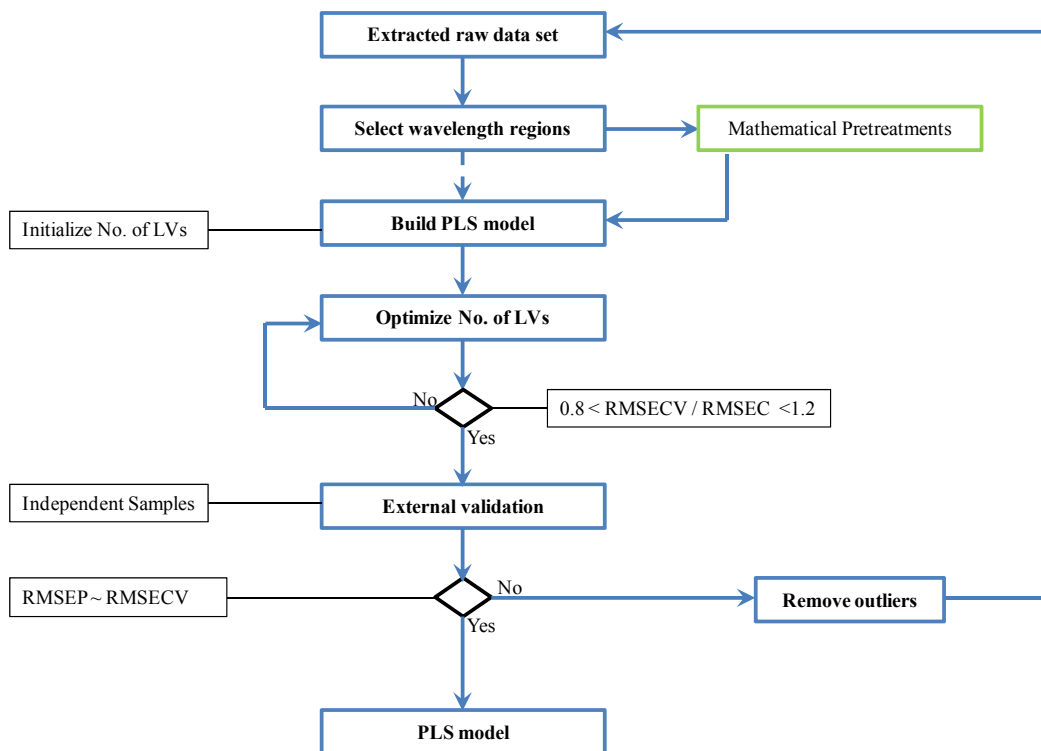 Extracted raw data set
Select wavelength regions
Mathematical Pretreatments
Initialize No. of LVs
Build PLS model
Optimize No. of LVs
No
0.8 < RMSECV / RMSEC <1.2
Yes
Independent Samples
External validation
RMSEP ~ RMSECV
No
Remove outliers
Yes
PLS model